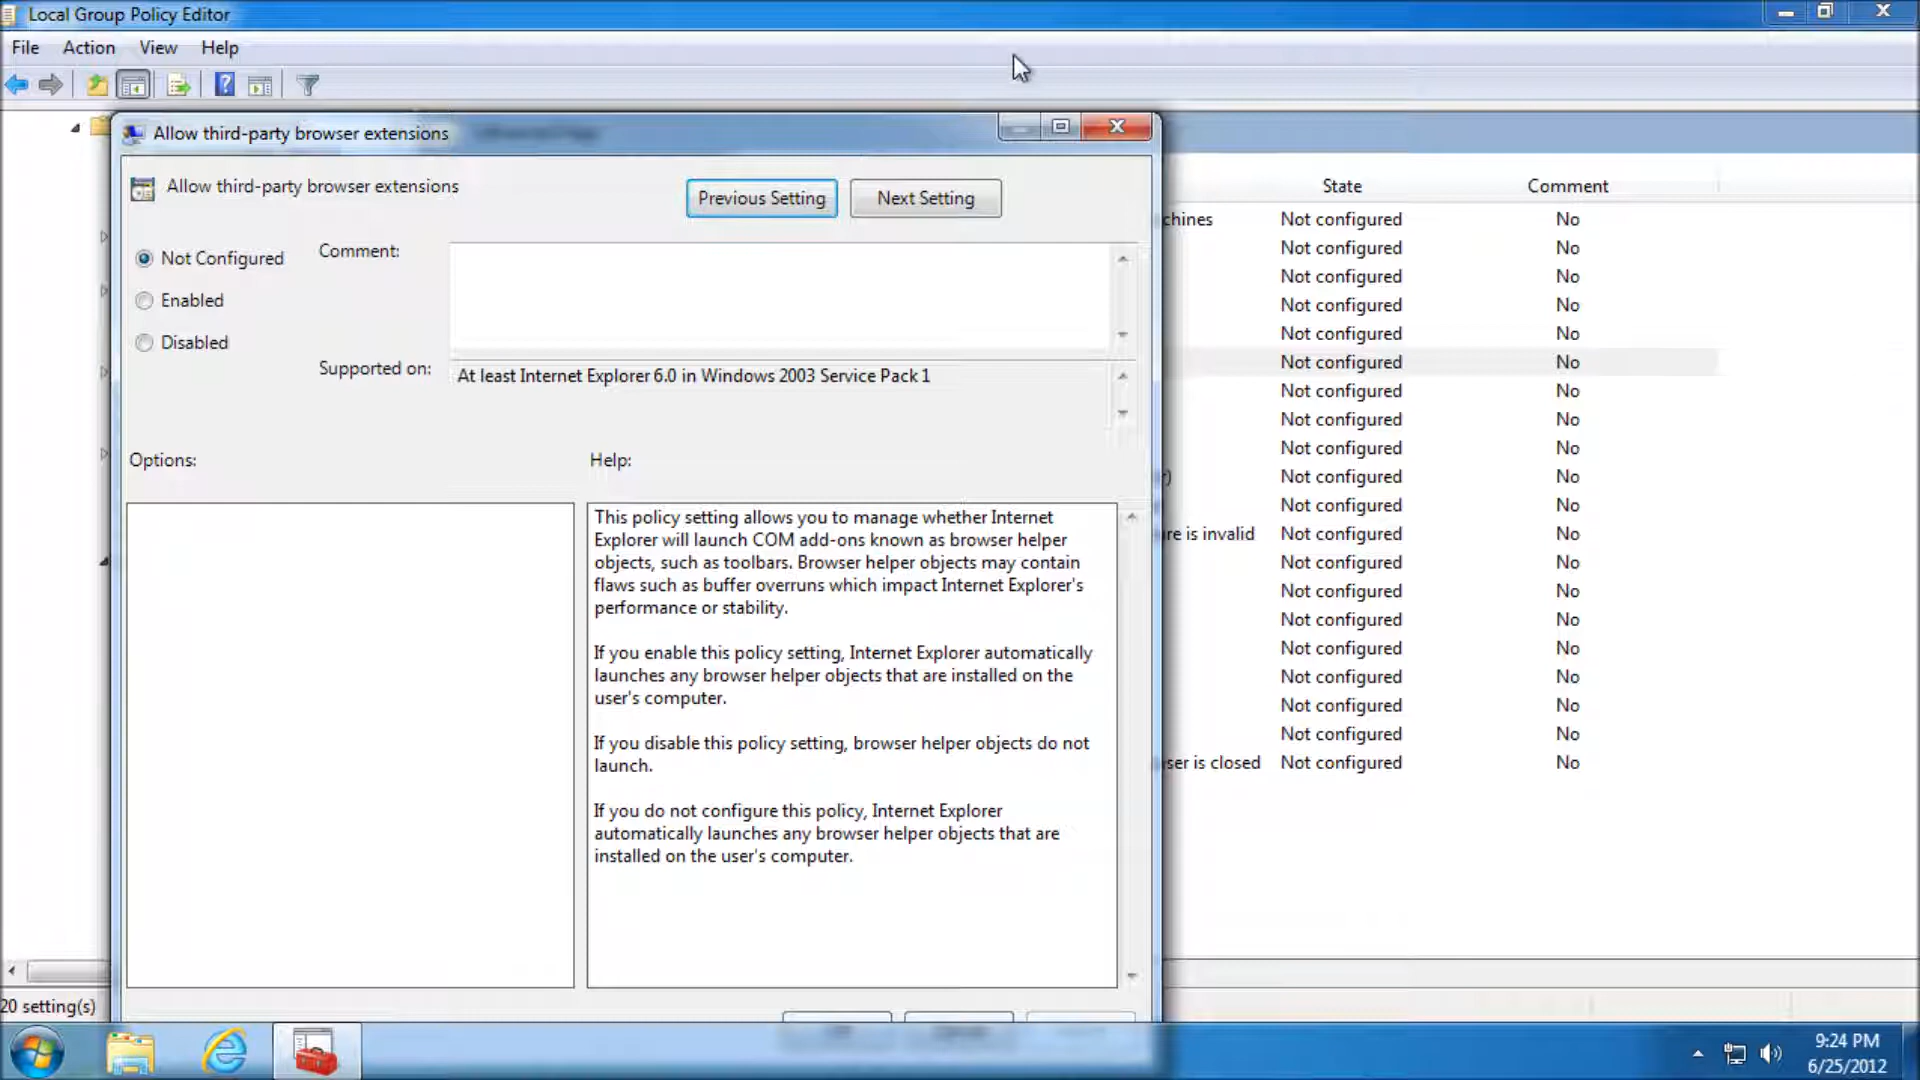 Local Group Policy Editor
File Action View Help
Allow third-party browser extensions
Allow third-party browser extensions
Previous Setting
Next Setting
Not Configured
Enabled
Disabled
Comment:
Supported on:
At least Internet Explorer 6.0 in Windows 2003 Service Pack 1
Options:
Help:
This policy setting allows you to manage whether Internet
Explorer will launch COM add-ons known as browser helper
objects, such as toolbars. Browser helper objects may contain
flaws such as buffer overruns which impact Internet Explorer's
performance or stability.
If you enable this policy setting, Internet Explorer automatically
launches any browser helper objects that are installed on the
user's computer.
If you disable this policy setting, browser helper objects do not
launch.
If you do not configure this policy, Internet Explorer
automatically launches any browser helper objects that are
installed on the user's computer.
State Comment
chines Not configured No
Not configured No
Not configured No
Not configured No
Not configured No
Not configured No
Not configured No
Not configured No
Not configured No
r) Not configured No
Not configured No
re is invalid Not configured No
Not configured No
Not configured No
Not configured No
Not configured No
Not configured No
Not configured No
Not configured No
ser is closed Not configured No
20 setting(s)
9:24 PM
6/25/2012